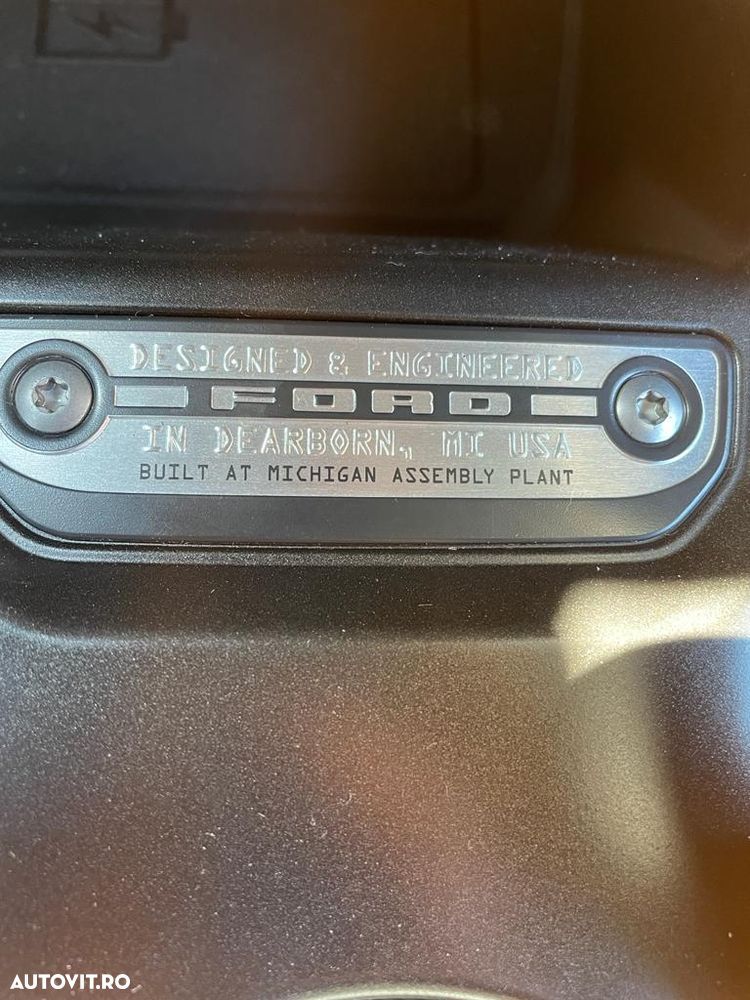 DESIGNED & ENGINEERED
FORD
IN DEARBORN, MI USA
BUILT AT MICHIGAN ASSEMBLY PLANT
AUTOVIT.RO